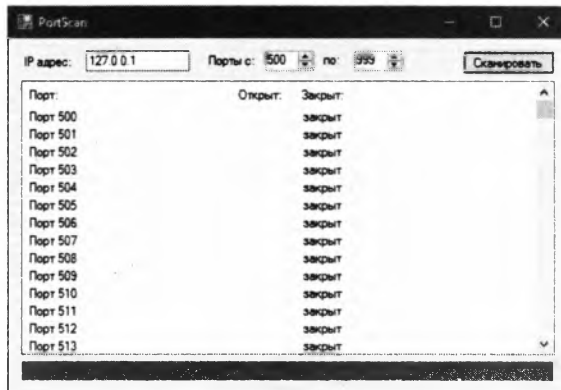 PortScan
IP адрес: 127.0.0.1 Порты с: 500 по: 999 Сканировать
Порт: Открыт: Закрыт:
Порт 500 закрыт
Порт 501 закрыт
Порт 502 закрыт
Порт 503 закрыт
Порт 504 закрыт
Порт 505 закрыт
Порт 506 закрыт
Порт 507 закрыт
Порт 508 закрыт
Порт 509 закрыт
Порт 510 закрыт
Порт 511 закрыт
Порт 512 закрыт
Порт 513 закрыт